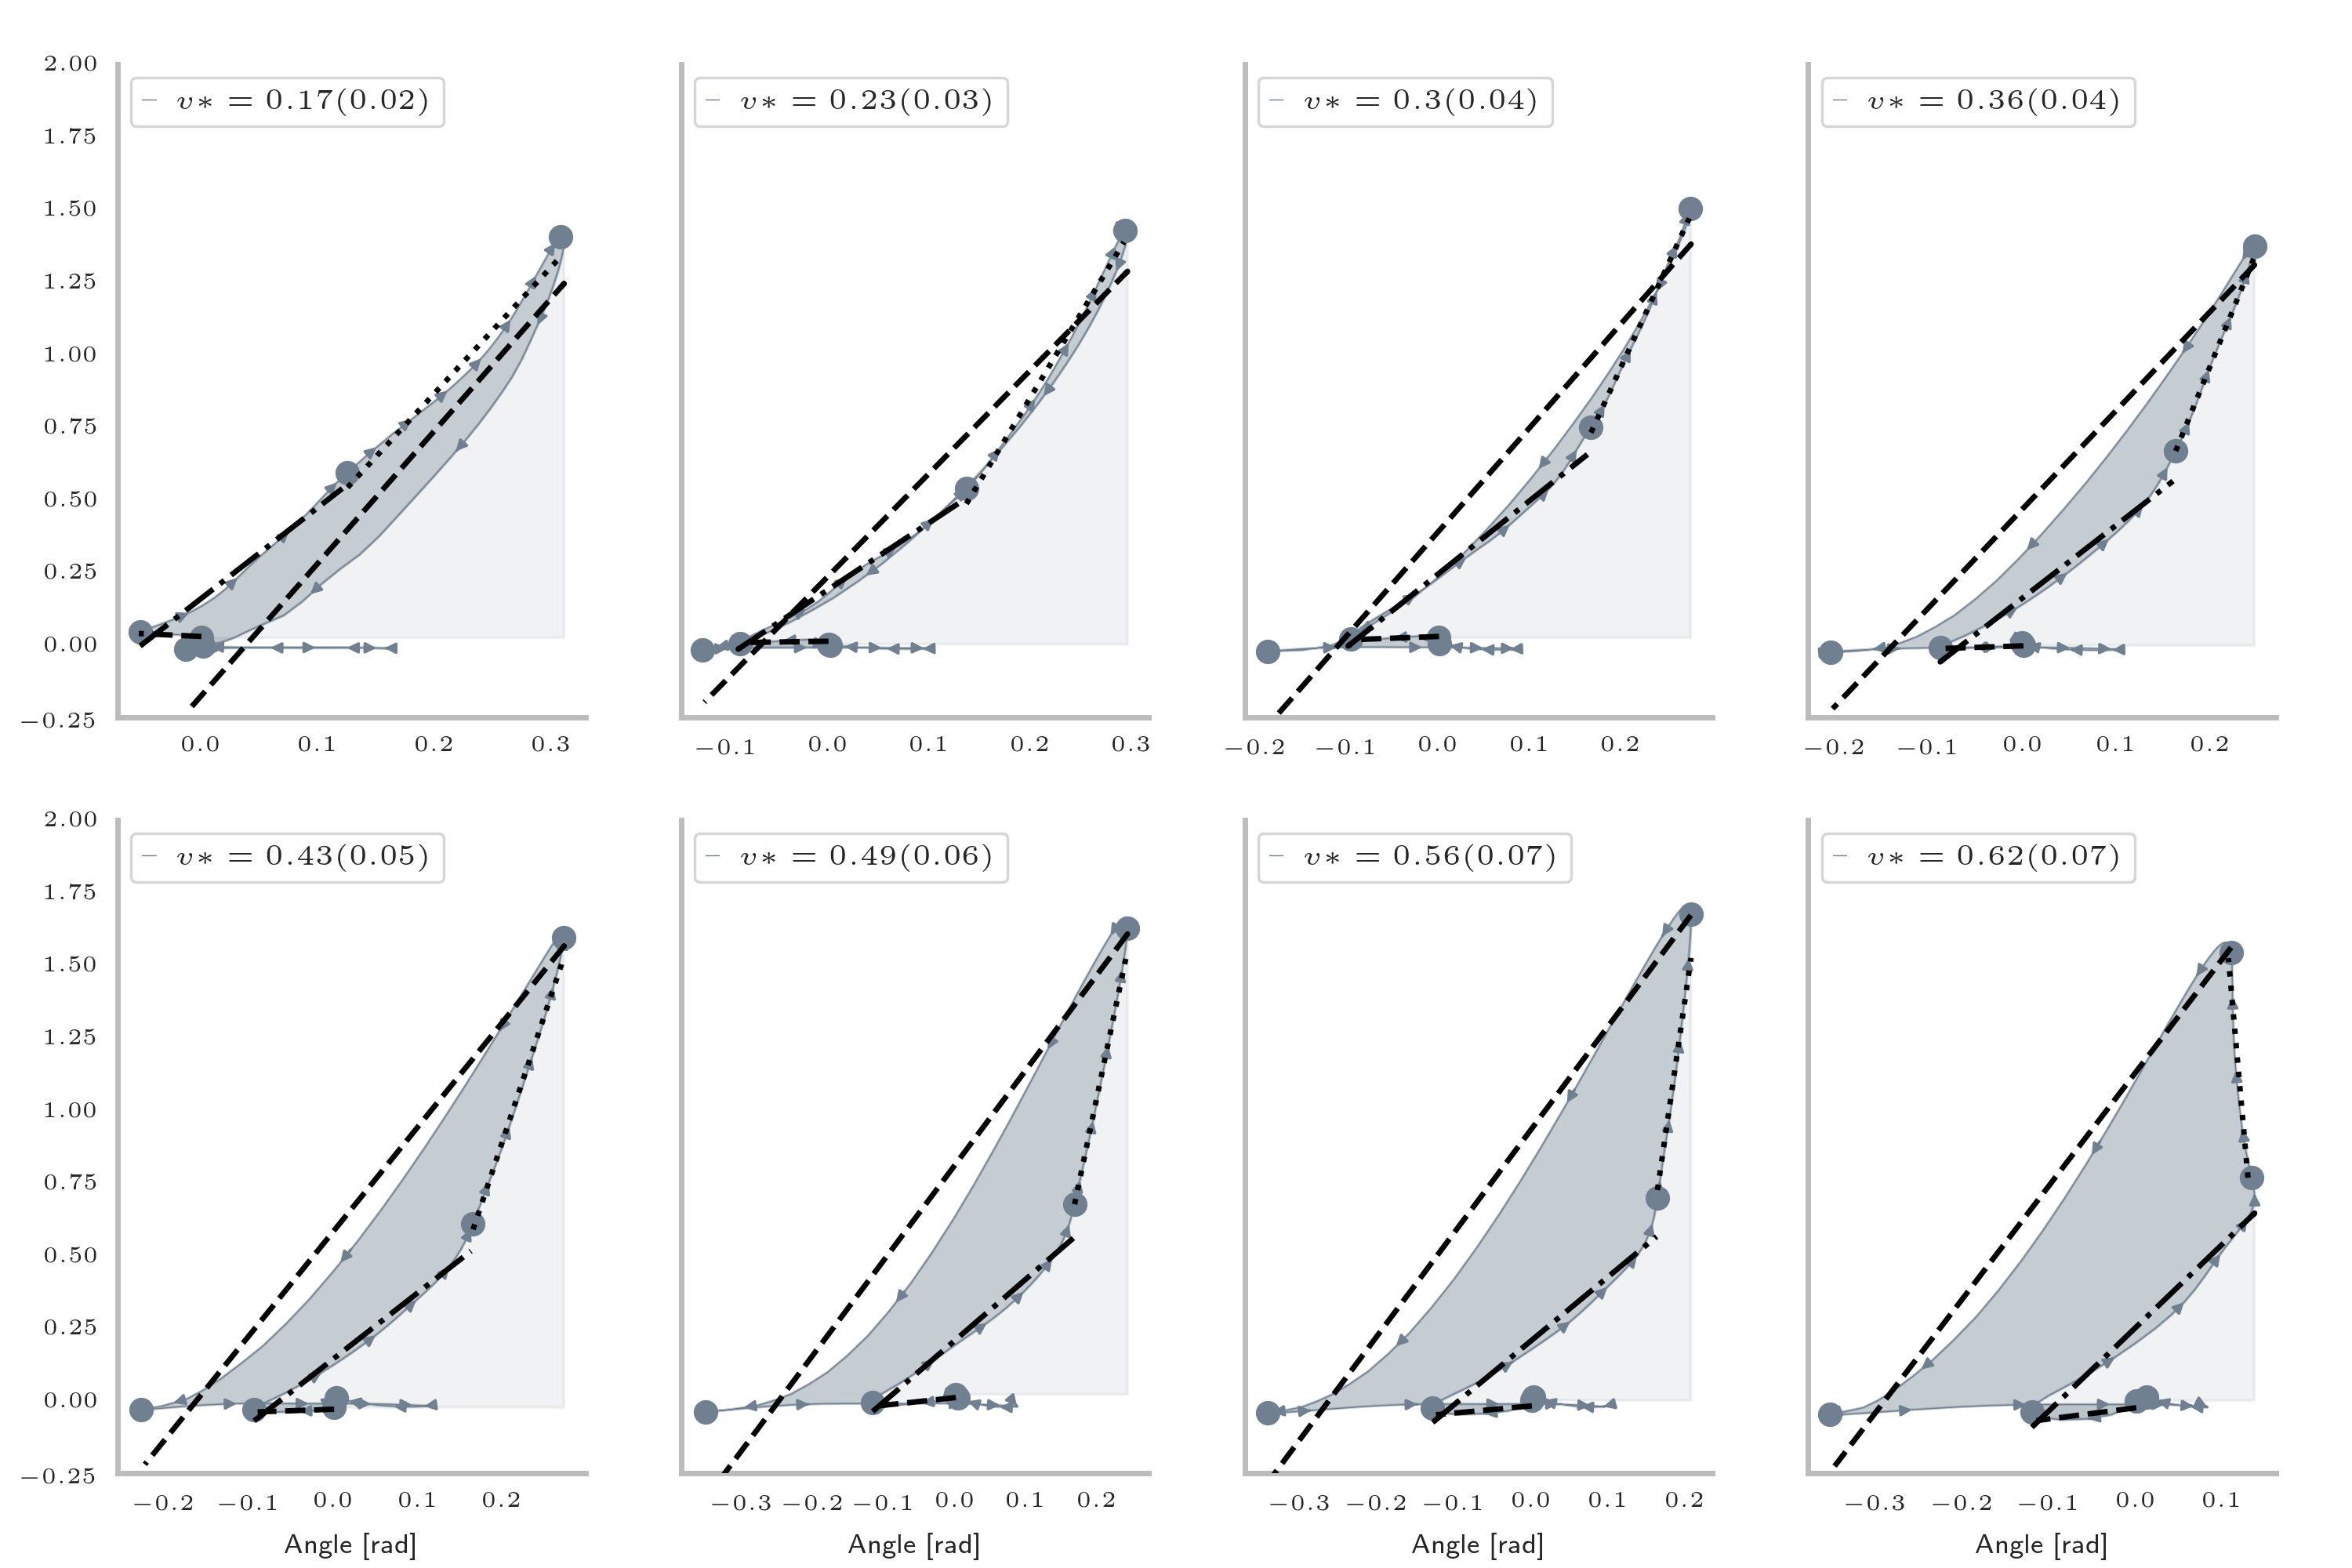 2.00
1.75
1.50
1.25
1.00
0.75
0.50
0.25
0.00
−0.25
v∗ = 0.17(0.02)
0.0 0.1 0.2 0.3
v∗ = 0.23(0.03)
−0.1 0.0 0.1 0.2 0.3
v∗ = 0.3(0.04)
−0.2 −0.1 0.0 0.1 0.2
v∗ = 0.36(0.04)
−0.2 −0.1 0.0 0.1 0.2
2.00
1.75
1.50
1.25
1.00
0.75
0.50
0.25
0.00
−0.25
v∗ = 0.43(0.05)
−0.2 −0.1 0.0 0.1 0.2
Angle [rad]
v∗ = 0.49(0.06)
−0.3 −0.2 −0.1 0.0 0.1 0.2
Angle [rad]
v∗ = 0.56(0.07)
−0.3 −0.2 −0.1 0.0 0.1 0.2
Angle [rad]
v∗ = 0.62(0.07)
−0.3 −0.2 −0.1 0.0 0.1
Angle [rad]